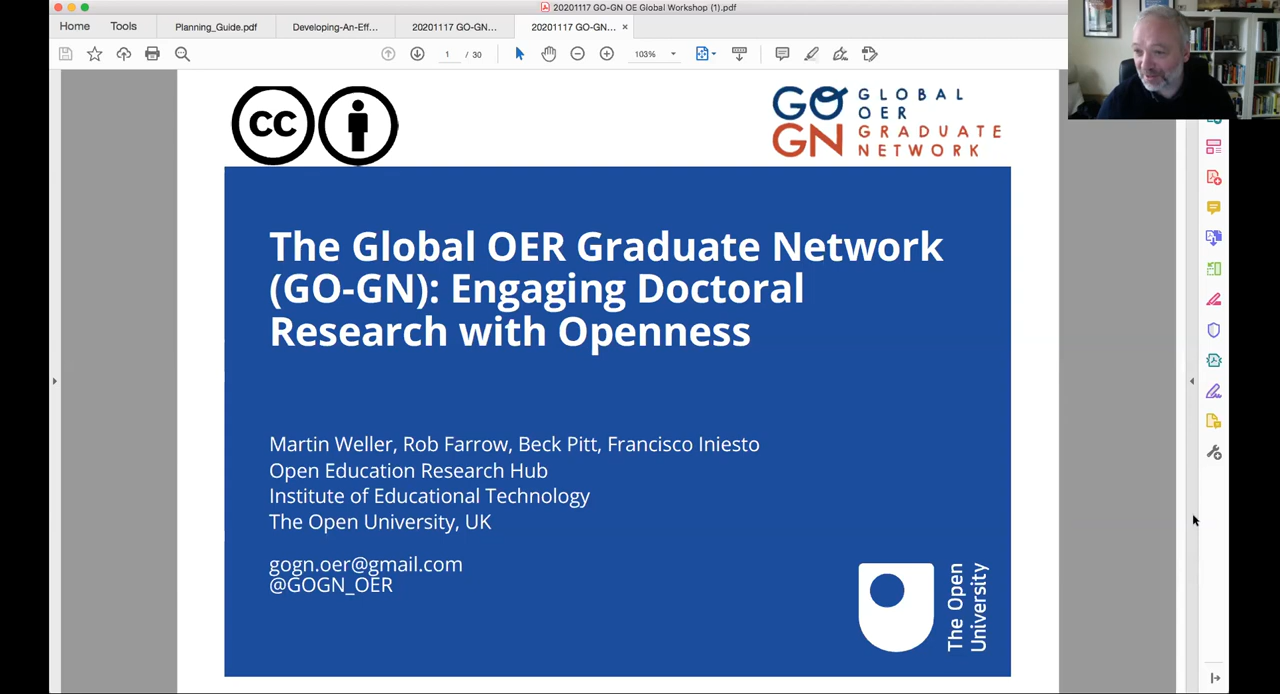 20201117 GO-GN OE Global Workshop (1).pdf
Home
Tools
Planning_Guide.pdf
Developing-An-Eff...
20201117 GO-GN...
20201117 GO-GN...
1 / 30
103%
CC
GO
GN
GLOBAL
OER
GRADUATE
NETWORK
The Global OER Graduate Network
(GO-GN): Engaging Doctoral
Research with Openness
Martin Weller, Rob Farrow, Beck Pitt, Francisco Iniesto
Open Education Research Hub
Institute of Educational Technology
The Open University, UK
gogn.oer@gmail.com
@GOGN_OER
The Open
University